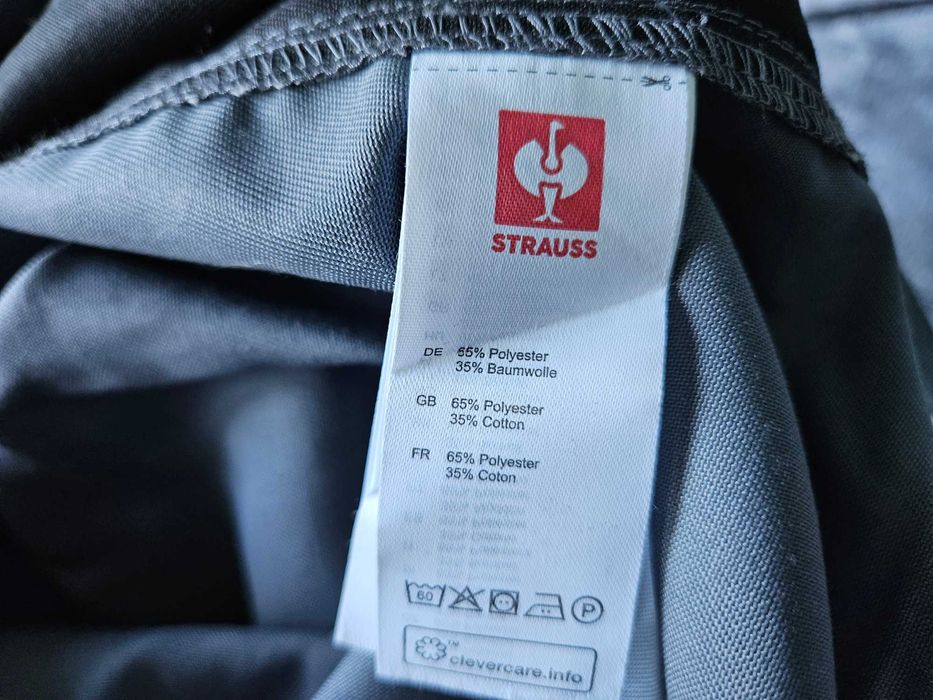 STRAUSS
DE 65% Polyester
35% Baumwolle
GB 65% Polyester
35% Cotton
FR 65% Polyester
35% Coton
60 P
™
clevercare.info